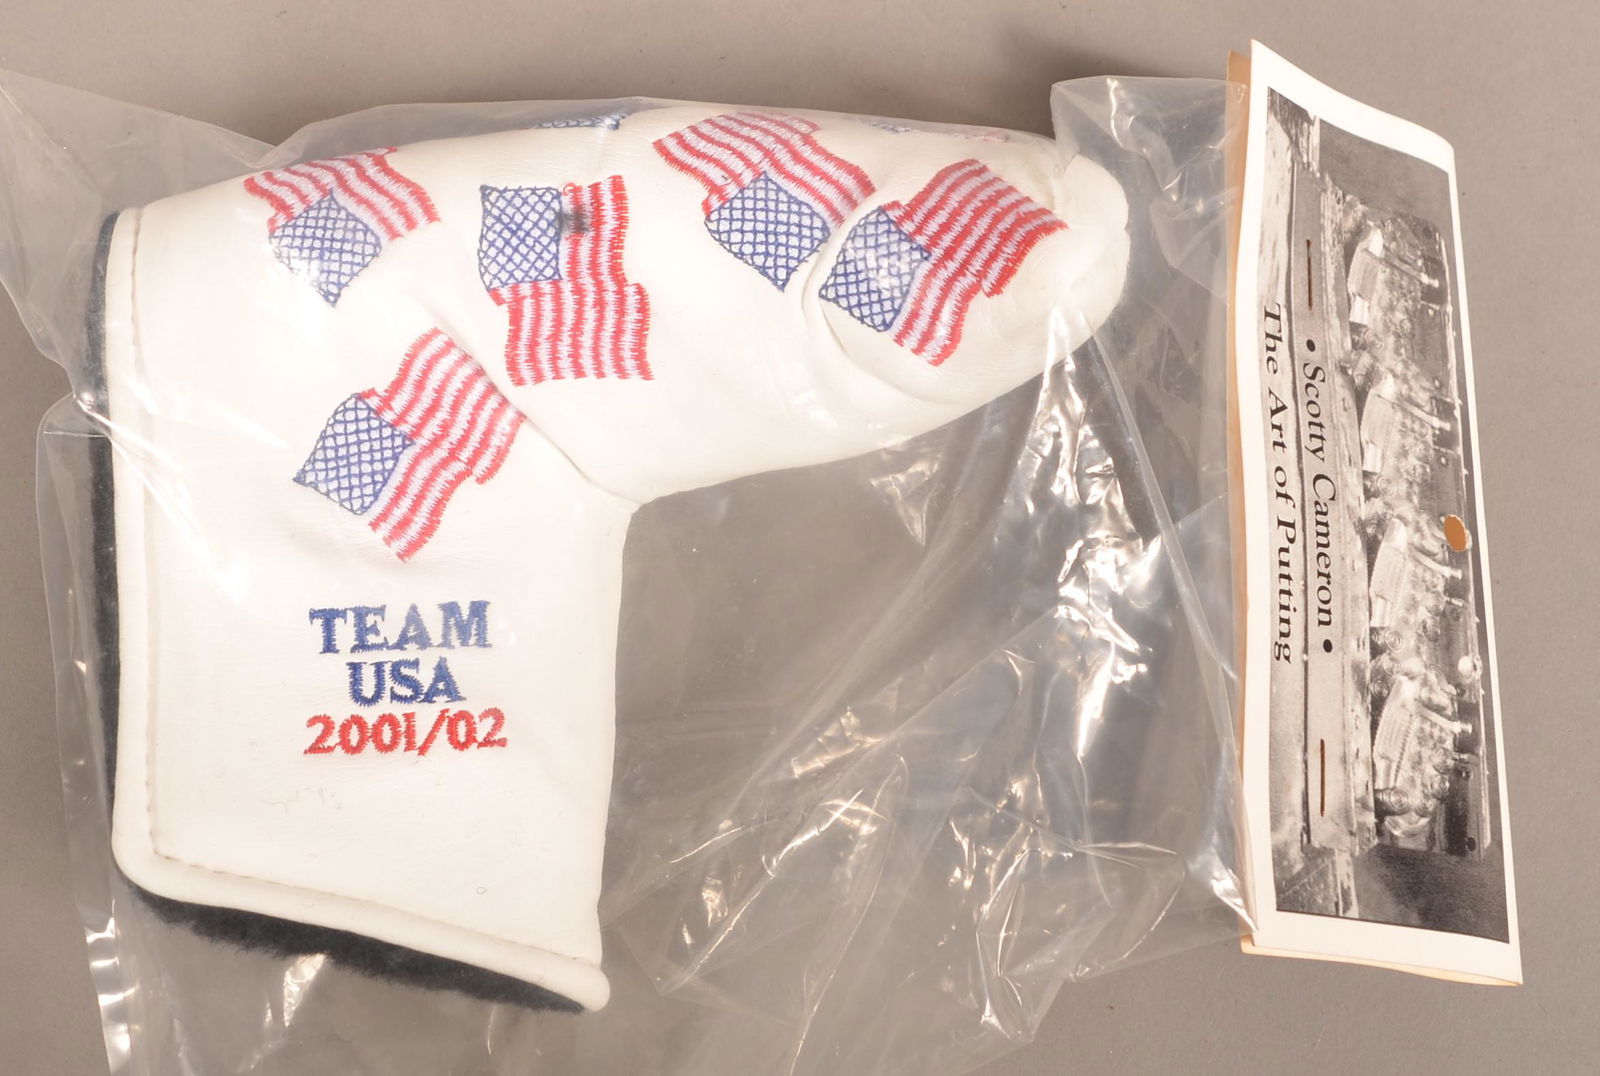 TEAM
USA
2001/02
• Scotty Cameron •
The Art of Putting